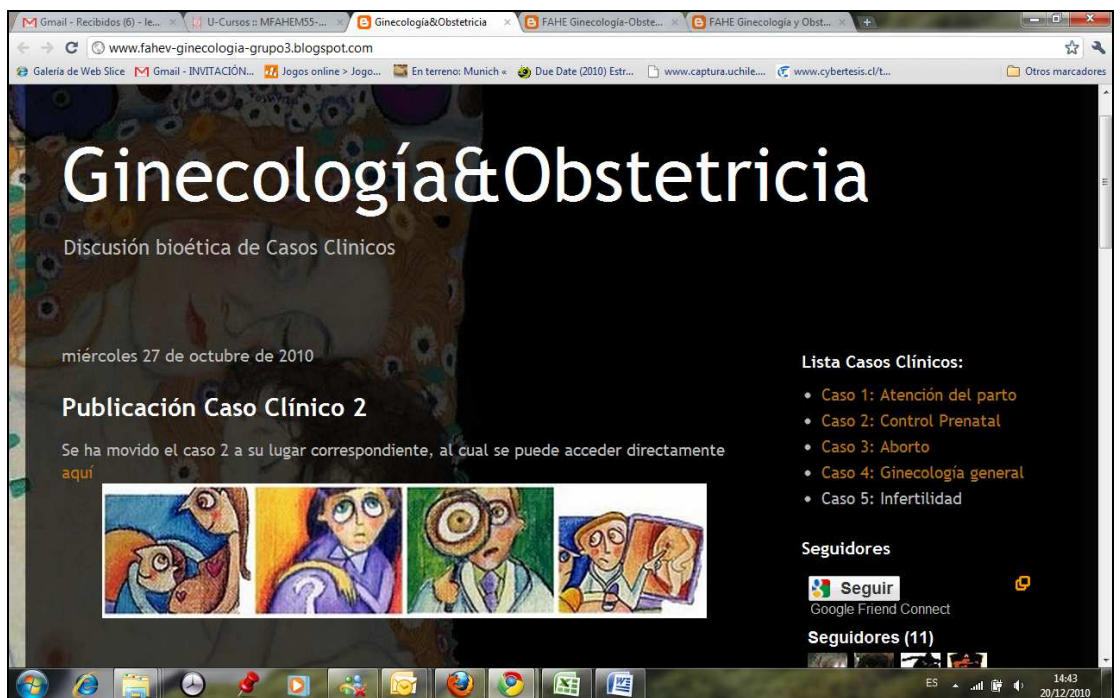 Gmail - Recibidos (6) - le...
U-Cursos :: MFAHEM55-...
Ginecología&Obstetricia
FAHE Ginecología-Obste...
FAHE Ginecología y Obst...
www.fahev-ginecologia-grupo3.blogspot.com
Galería de Web Slice
Gmail - INVITACIÓN...
Jogos online > Jogo...
En terreno: Munich «
Due Date (2010) Estr...
www.captura.uchile....
www.cybertesis.cl/t...
Otros marcadores
Ginecología&Obstetricia
Discusión bioética de Casos Clinicos
miércoles 27 de octubre de 2010
Publicación Caso Clínico 2
Se ha movido el caso 2 a su lugar correspondiente, al cual se puede acceder directamente
aquí
Lista Casos Clínicos:
Caso 1: Atención del parto
Caso 2: Control Prenatal
Caso 3: Aborto
Caso 4: Ginecología general
Caso 5: Infertilidad
Seguidores
Seguir
Google Friend Connect
Seguidores (11)
ES
14:43
20/12/2010